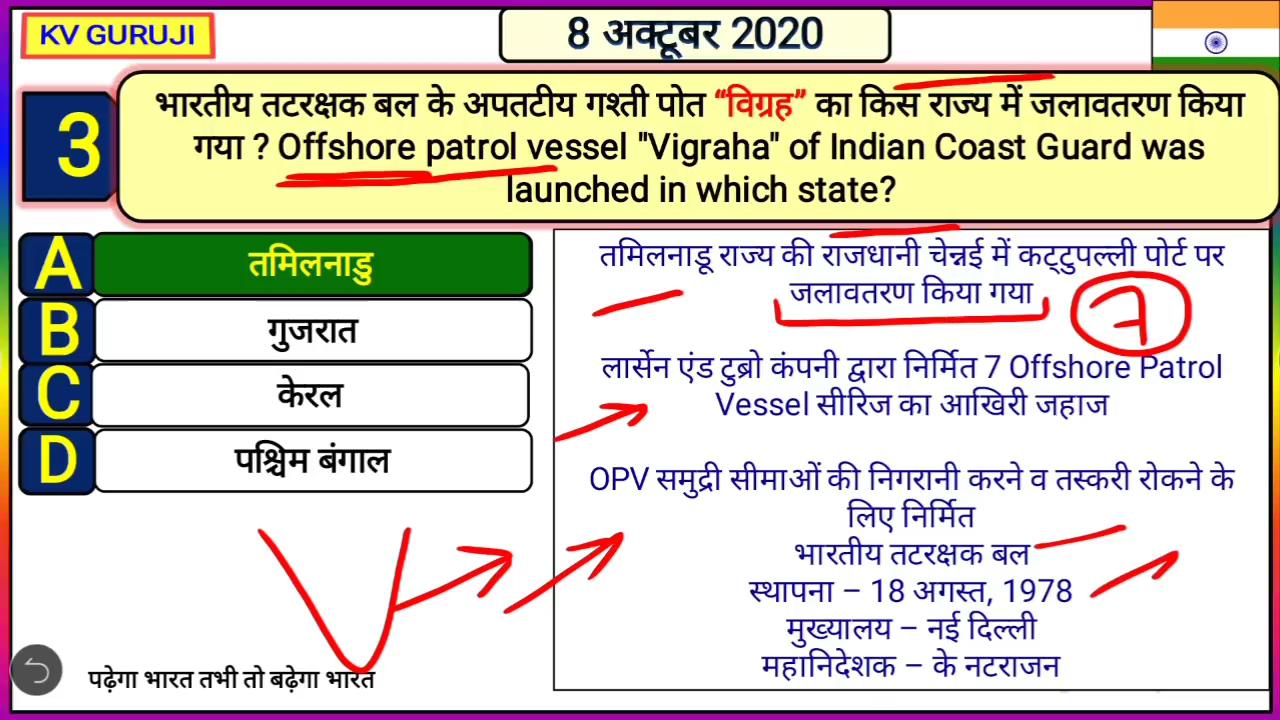 KV GURUJI
8 अक्टूबर 2020
3
भारतीय तटरक्षक बल के अपतटीय गश्ती पोत “विग्रह” का किस राज्य में जलावतरण किया
गया ? Offshore patrol vessel "Vigraha" of Indian Coast Guard was
launched in which state?
A तमिलनाडु
B गुजरात
C केरल
D पश्चिम बंगाल
तमिलनाडू राज्य की राजधानी चेन्नई में कट्टुपल्ली पोर्ट पर
जलावतरण किया गया
7
लार्सेन एंड टुब्रो कंपनी द्वारा निर्मित 7 Offshore Patrol
Vessel सीरिज का आखिरी जहाज
OPV समुद्री सीमाओं की निगरानी करने व तस्करी रोकने के
लिए निर्मित
भारतीय तटरक्षक बल
स्थापना – 18 अगस्त, 1978
मुख्यालय – नई दिल्ली
महानिदेशक – के नटराजन
V
पढ़ेगा भारत तभी तो बढ़ेगा भारत